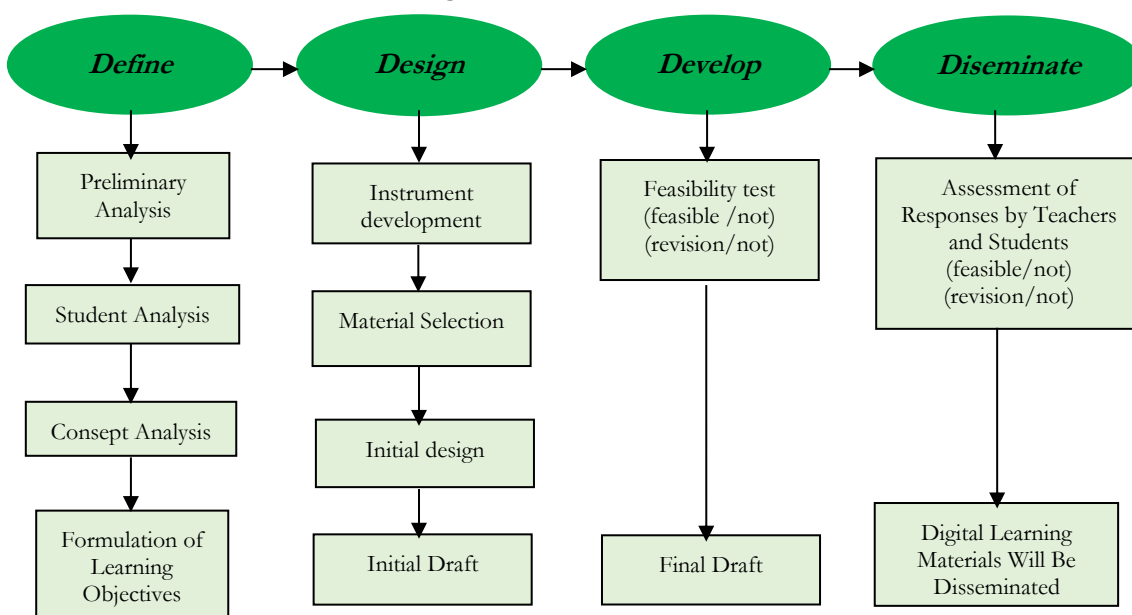 Define
Design
Develop
Diseminate
Preliminary
Analysis
Student Analysis
Consept Analysis
Formulation of
Learning
Objectives
Instrument
development
Material Selection
Initial design
Initial Draft
Feasibility test
(feasible /not)
(revision/not)
Final Draft
Assessment of
Responses by Teachers
and Students
(feasible/not)
(revision/not)
Digital Learning
Materials Will Be
Disseminated